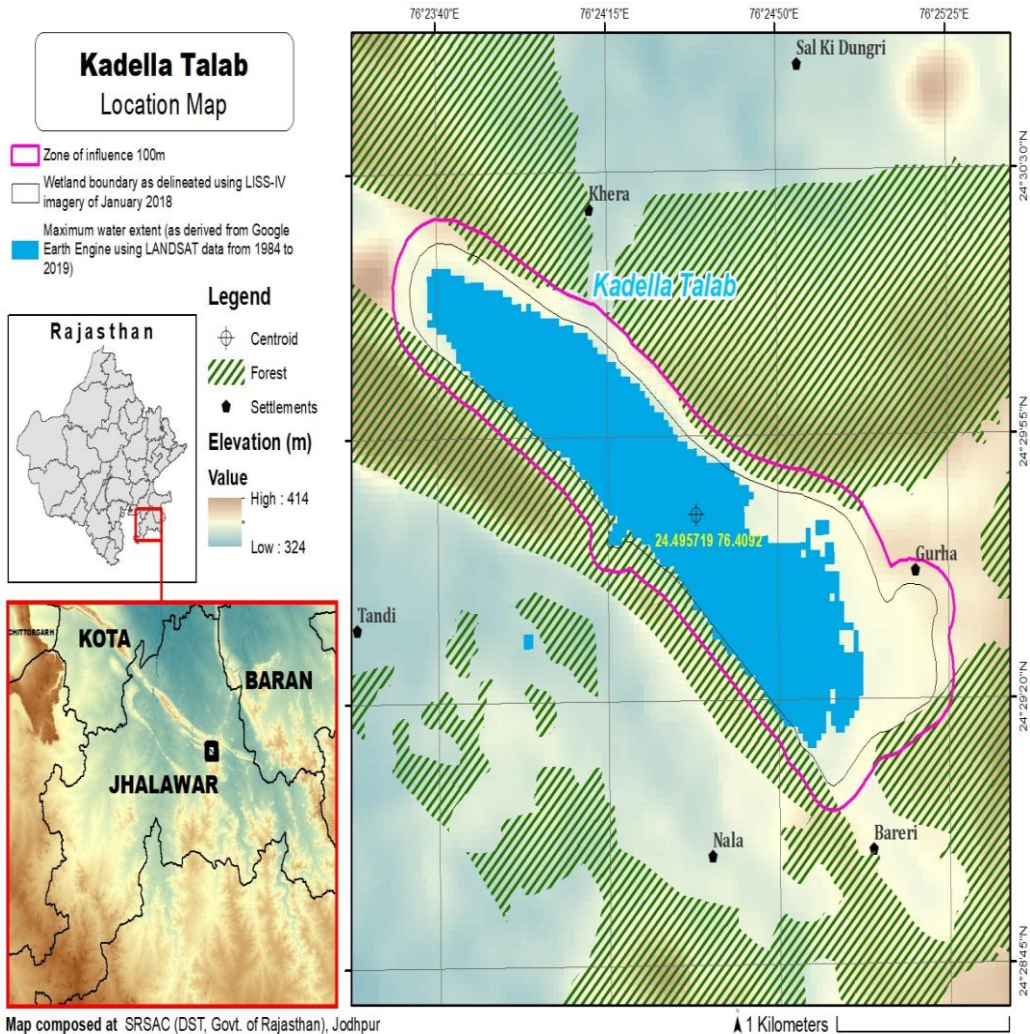 Kadella Talab
Location Map
Zone of influence 100m
Wetland boundary as delineated using LISS-IV
imagery of January 2018
Maximum water extent (as derived from Google
Earth Engine using LANDSAT data from 1984 to
2019)
Legend
Centroid
Forest
Settlements
Elevation (m)
Value
High : 414
Low : 324
Rajasthan
CHITTORGARH
KOTA
BARAN
JHALAWAR
76°23'40"E
76°24'15"E
76°24'50"E
76°25'25"E
Sal Ki Dungri
24°30'30"N
Khera
Kadella Talab
24°29'55"N
24.495719 76.4092
Gurha
Tandi
24°29'20"N
Nala
Bareri
24°28'45"N
Map composed at SRSAC (DST, Govt. of Rajasthan), Jodhpur
1 Kilometers